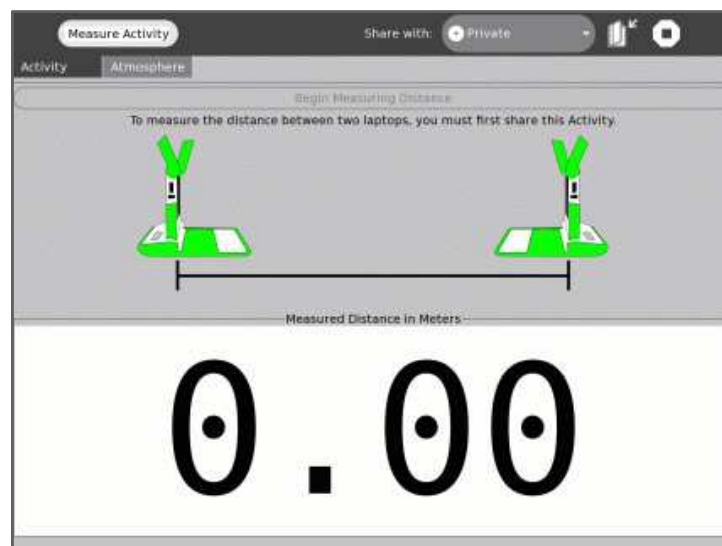 Measure Activity Share with: Private
Activity Atmosphere
Begin Measuring Distance
To measure the distance between two laptops, you must first share this Activity.
Measured Distance in Meters
0.00